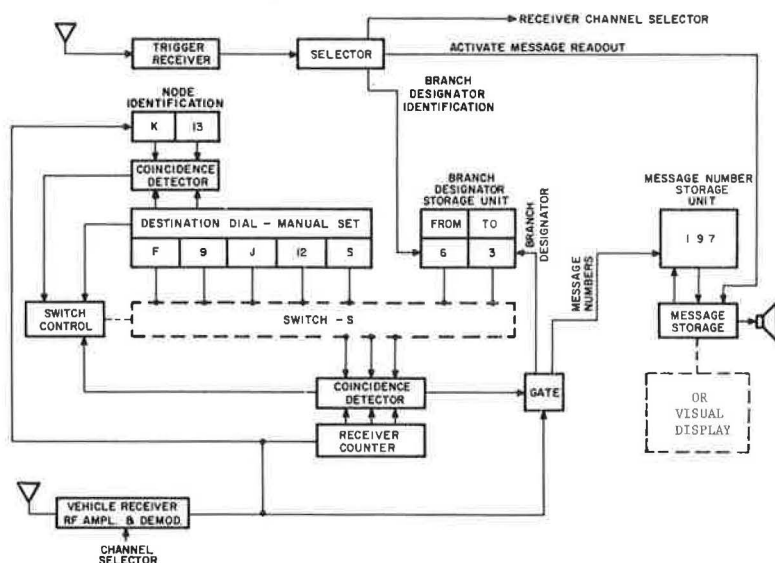 RECEIVER CHANNEL SELECTOR
TRIGGER
RECEIVER
SELECTOR
ACTIVATE MESSAGE READOUT
BRANCH
DESIGNATOR
IDENTIFICATION
NODE
IDENTIFICATION
K 13
COINCIDENCE
DETECTOR
BRANCH
DESIGNATOR
STORAGE UNIT
MESSAGE NUMBER
STORAGE
UNIT
DESTINATION DIAL - MANUAL SET
FROM TO
F 9 J 12 S
6 3
BRANCH
DESIGNATOR
197
MESSAGE
NUMBERS
SWITCH
CONTROL
SWITCH - S
MESSAGE
STORAGE
COINCIDENCE
DETECTOR
GATE
OR
VISUAL
DISPLAY
RECEIVER
COUNTER
VEHICLE RECEIVER
RF AMPL. & DEMOD.
CHANNEL
SELECTOR